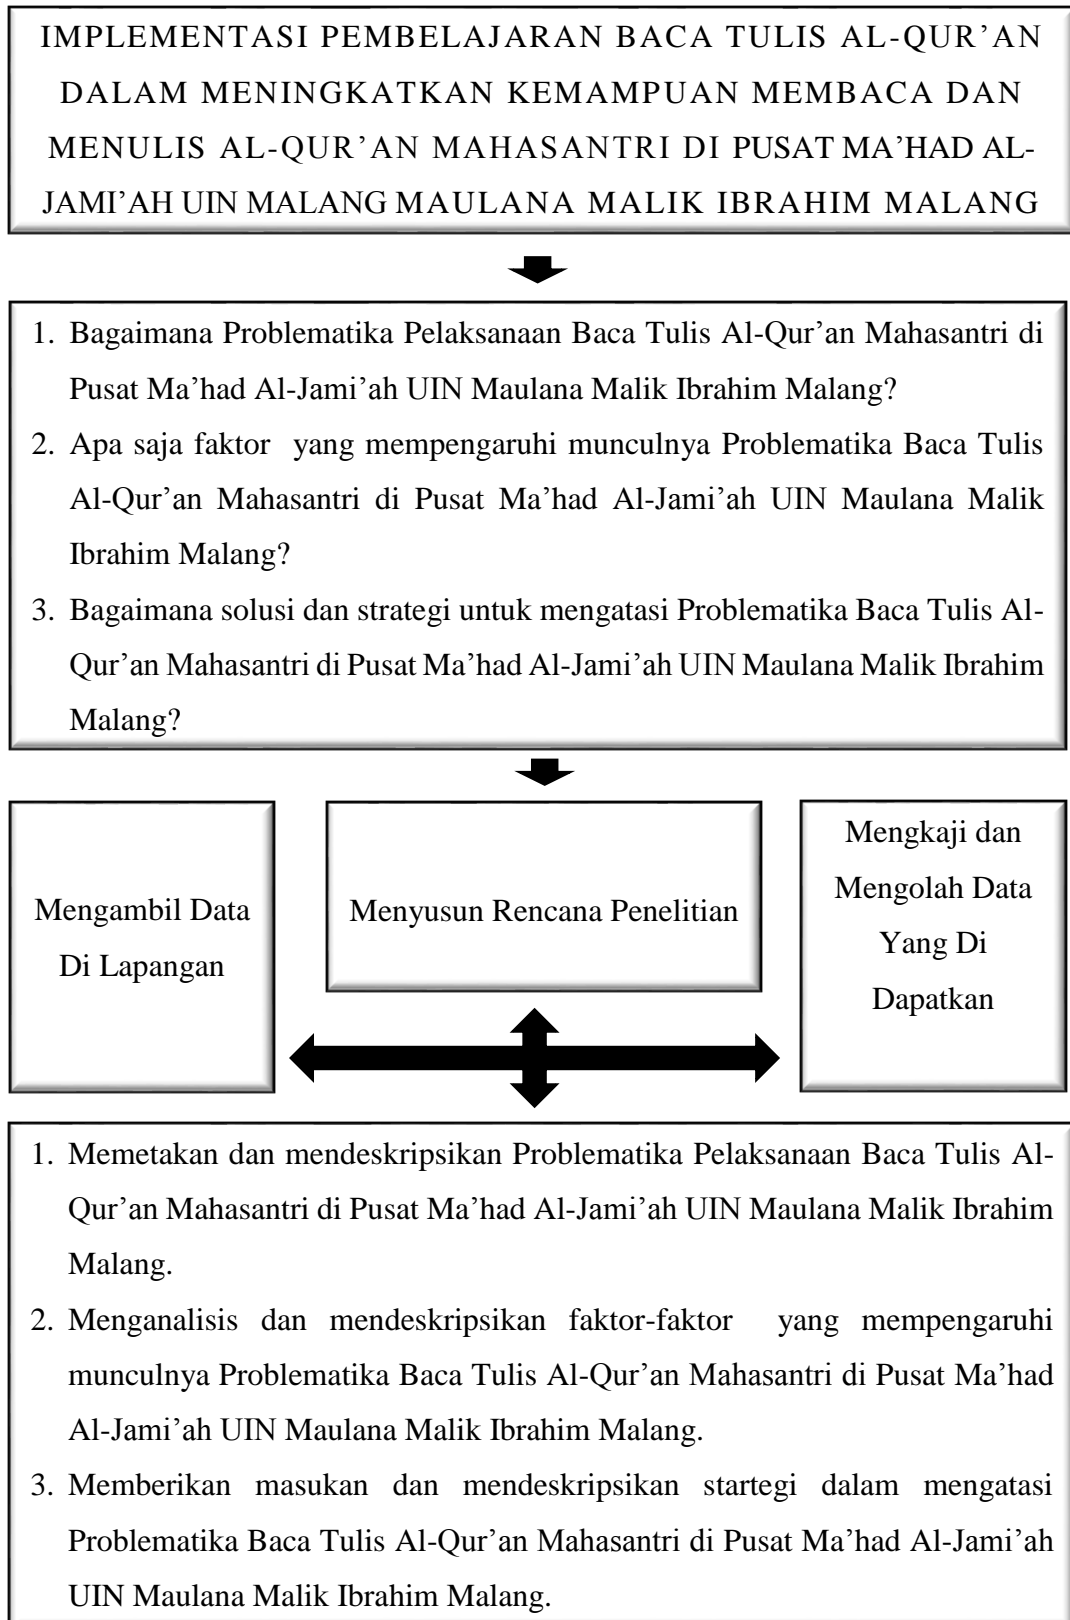 IMPLEMENTASI PEMBELAJARAN BACA TULIS AL-QUR’AN
DALAM MENINGKATKAN KEMAMPUAN MEMBACA DAN
MENULIS AL-QUR’AN MAHASANTRI DI PUSAT MA’HAD AL-
JAMI’AH UIN MALANG MAULANA MALIK IBRAHIM MALANG
1. Bagaimana Problematika Pelaksanaan Baca Tulis Al-Qur’an Mahasantri di
Pusat Ma’had Al-Jami’ah UIN Maulana Malik Ibrahim Malang?
2. Apa saja faktor yang mempengaruhi munculnya Problematika Baca Tulis
Al-Qur’an Mahasantri di Pusat Ma’had Al-Jami’ah UIN Maulana Malik
Ibrahim Malang?
3. Bagaimana solusi dan strategi untuk mengatasi Problematika Baca Tulis Al-
Qur’an Mahasantri di Pusat Ma’had Al-Jami’ah UIN Maulana Malik Ibrahim
Malang?
Mengambil Data
Di Lapangan
Menyusun Rencana Penelitian
Mengkaji dan
Mengolah Data
Yang Di
Dapatkan
1. Memetakan dan mendeskripsikan Problematika Pelaksanaan Baca Tulis Al-
Qur’an Mahasantri di Pusat Ma’had Al-Jami’ah UIN Maulana Malik Ibrahim
Malang.
2. Menganalisis dan mendeskripsikan faktor-faktor yang mempengaruhi
munculnya Problematika Baca Tulis Al-Qur’an Mahasantri di Pusat Ma’had
Al-Jami’ah UIN Maulana Malik Ibrahim Malang.
3. Memberikan masukan dan mendeskripsikan startegi dalam mengatasi
Problematika Baca Tulis Al-Qur’an Mahasantri di Pusat Ma’had Al-Jami’ah
UIN Maulana Malik Ibrahim Malang.